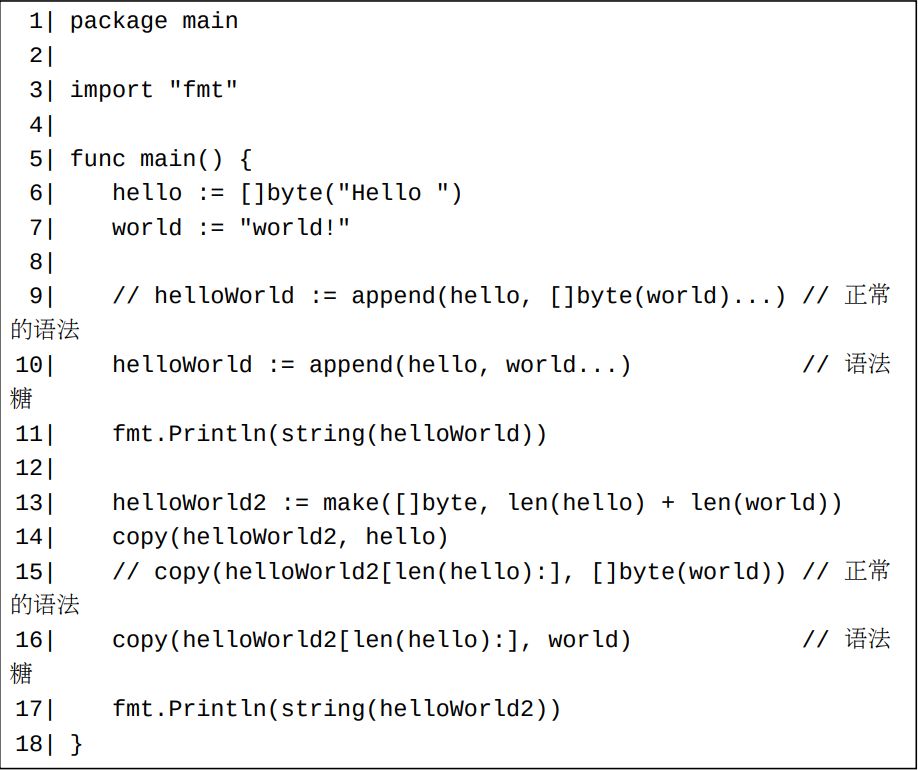 1| package main
2|
3| import "fmt"
4|
5| func main() {
6|    hello := []byte("Hello ")
7|    world := "world!"
8|
9|    // helloWorld := append(hello, []byte(world)...) // 正常
的语法
10|    helloWorld := append(hello, world...)            // 语法
糖
11|    fmt.Println(string(helloWorld))
12|
13|    helloWorld2 := make([]byte, len(hello) + len(world))
14|    copy(helloWorld2, hello)
15|    // copy(helloWorld2[len(hello):], []byte(world)) // 正常
的语法
16|    copy(helloWorld2[len(hello):], world)            // 语法
糖
17|    fmt.Println(string(helloWorld2))
18| }